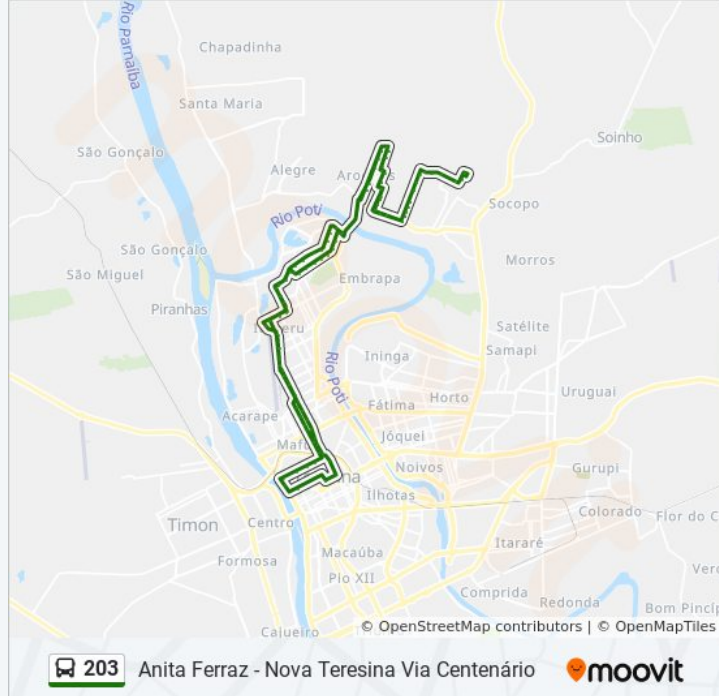 Rio Parnaíba
Chapadinha
Santa Maria
Soinho
São Gonçalo
Alegre
Socopo
Rio Poti
São Gonçalo
Morros
São Miguel
Embrapa
Piranhas
Satélite
Ininga
Samapi
Rio Poti
Uruguai
Horto
Fátima
Acarape
Jóquei
Noivos
Gurupi
Ilhotas
Colorado
Flor do C
Timon
Centro
Itararé
Macaúba
Formosa
Pio XII
Comprida
Redonda
Bom Pincíp
Cajueiro
© OpenStreetMap contributors | © OpenMapTiles
203 Anita Ferraz - Nova Teresina Via Centenário moovit